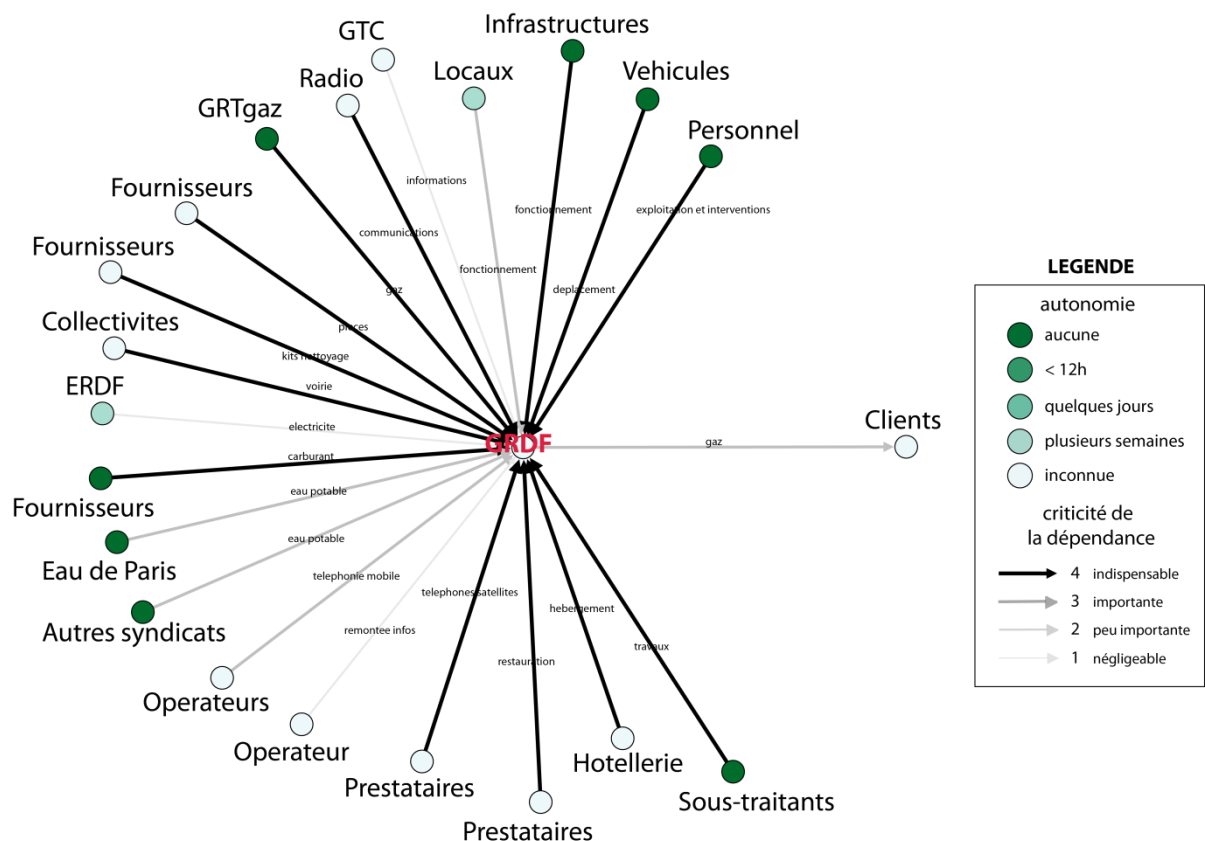 Infrastructures
GTC
Locaux
Vehicules
Radio
GRTgaz
Personnel
Fournisseurs
informations
fonctionnement
exploitation et interventions
communications
Fournisseurs
fonctionnement
gaz
deplacement
Collectivites
pieces
kits nettoyage
voirie
ERDF
electricite
GRDF
gaz
Clients
carburant
Fournisseurs
eau potable
Eau de Paris
eau potable
Autres syndicats
telephonie mobile
telephones satellites
hebergement
remontee infos
travaux
restauration
Operateurs
Operateur
Prestataires
Hotellerie
Sous-traitants
Prestataires
LEGENDE
autonomie
aucune
< 12h
quelques jours
plusieurs semaines
inconnue
criticité de
la dépendance
4 indispensable
3 importante
2 peu importante
1 négligeable